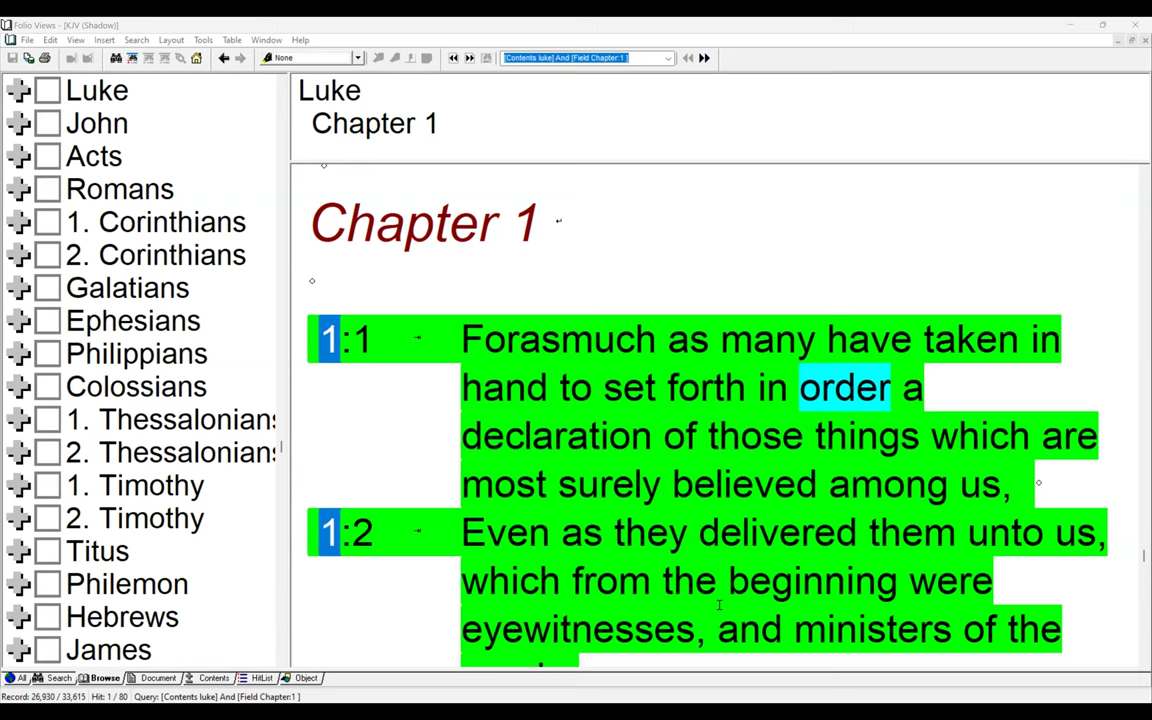 Folio Views - [KJV (Shadow)]
File Edit View Insert Search Layout Tools Table Window Help
None [Contents luke] And [Field Chapter:1 ]
Luke
John
Acts
Romans
1. Corinthians
2. Corinthians
Galatians
Ephesians
Philippians
Colossians
1. Thessalonians
2. Thessalonians
1. Timothy
2. Timothy
Titus
Philemon
Hebrews
James
Luke
Chapter 1
Chapter 1
1:1 Forasmuch as many have taken in
hand to set forth in order a
declaration of those things which are
most surely believed among us,
1:2 Even as they delivered them unto us,
which from the beginning were
eyewitnesses, and ministers of the
All Search Browse Document Contents HitList Object
Record: 26,930 / 33,615 Hit: 1 / 80 Query: [Contents luke] And [Field Chapter:1 ]